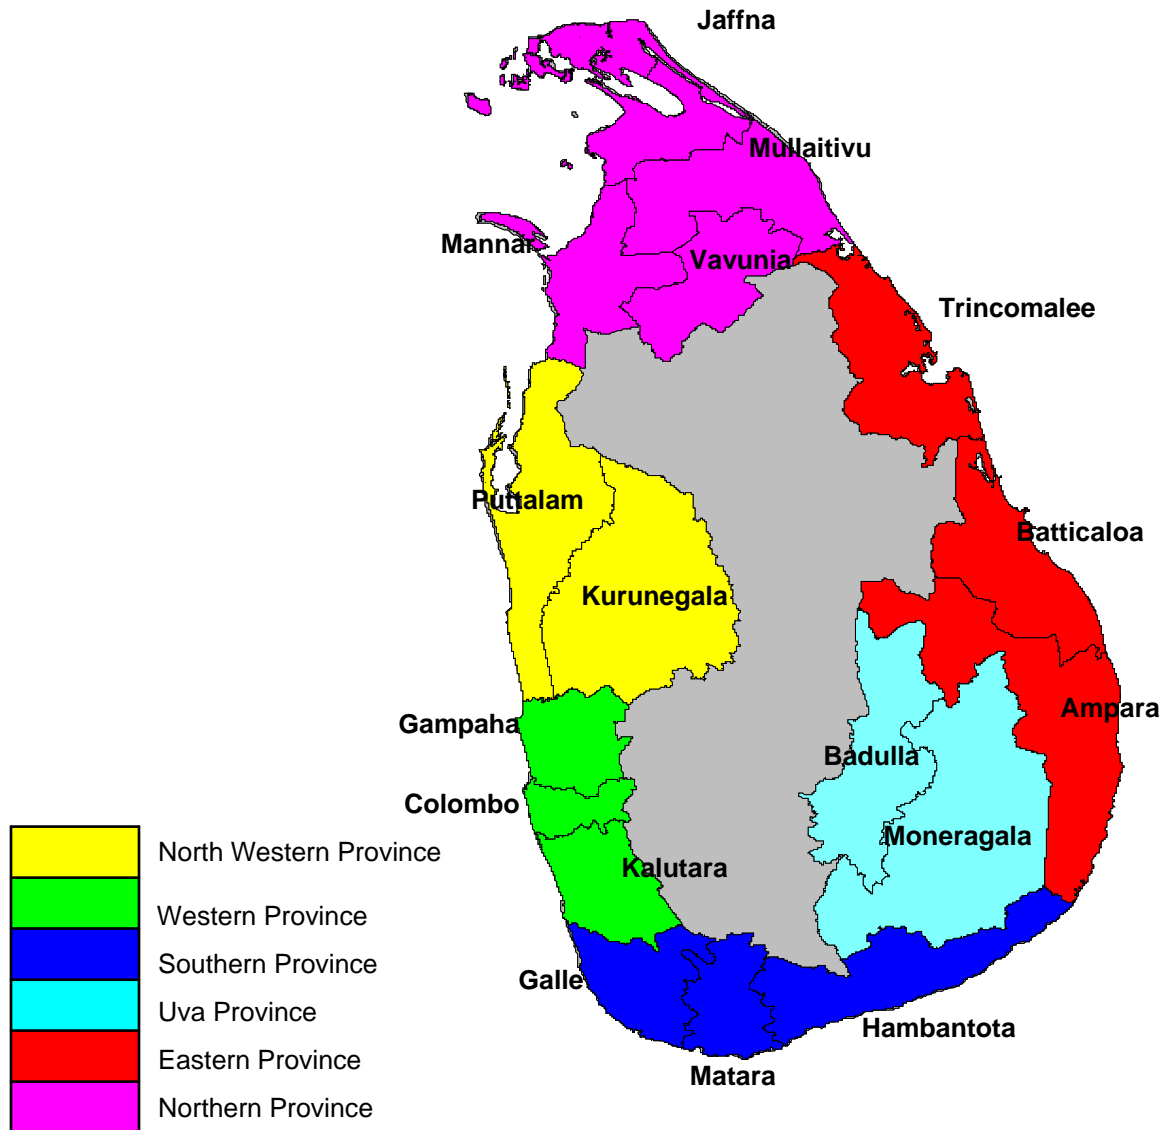 Jaffna
Mullaitivu
Mannar
Vavunia
Trincomalee
Puttalam
Batticaloa
Kurunegala
Ampara
Gampaha
Badulla
Colombo
Moneragala
Kalutara
Galle
Hambantota
Matara
North Western Province
Western Province
Southern Province
Uva Province
Eastern Province
Northern Province